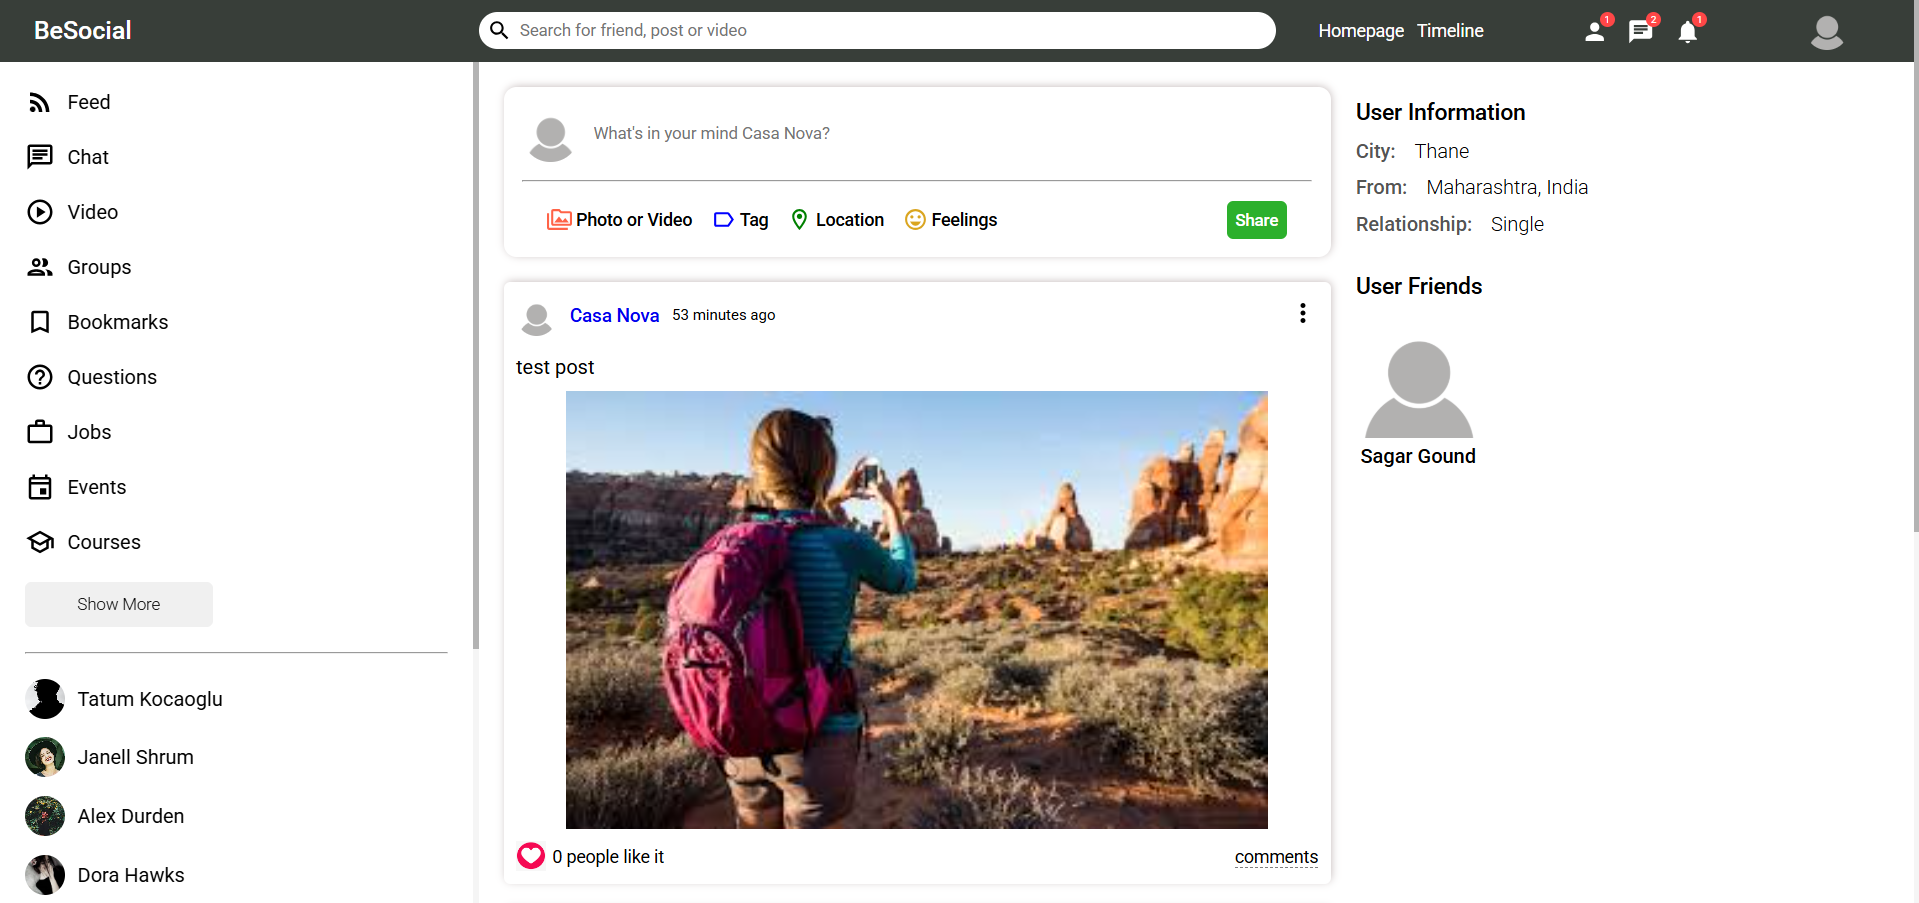 BeSocial
Search for friend, post or video
Homepage Timeline
1
2
1
Feed
Chat
Video
Groups
Bookmarks
Questions
Jobs
Events
Courses
Show More
Tatum Kocaoglu
Janell Shrum
Alex Durden
Dora Hawks
What's in your mind Casa Nova?
Photo or Video Tag Location Feelings Share
Casa Nova 53 minutes ago
test post
0 people like it comments
User Information
City: Thane
From: Maharashtra, India
Relationship: Single
User Friends
Sagar Gound